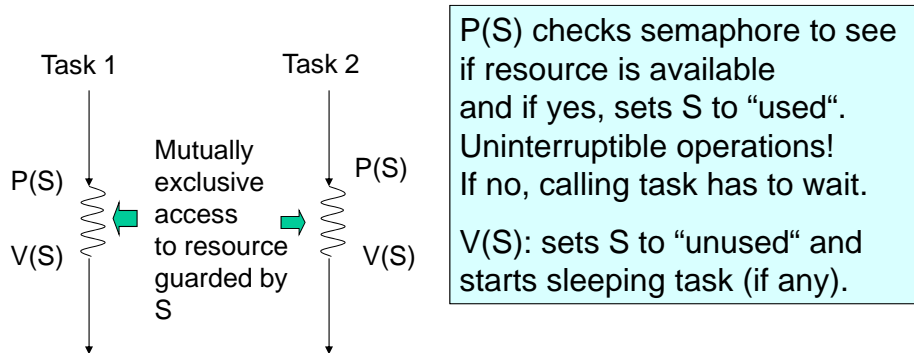 Task 1
Task 2
P(S)
V(S)
Mutually
exclusive
access
to resource
guarded by
S
P(S)
V(S)
P(S) checks semaphore to see
if resource is available
and if yes, sets S to “used“.
Uninterruptible operations!
If no, calling task has to wait.
V(S): sets S to “unused“ and
starts sleeping task (if any).